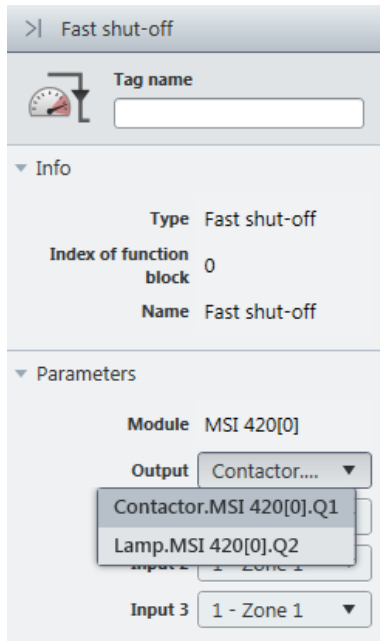 >| Fast shut-off
Tag name
Info
Type Fast shut-off
Index of function
block 0
Name Fast shut-off
Parameters
Module MSI 420[0]
Output Contactor....
Contactor.MSI 420[0].Q1
Lamp.MSI 420[0].Q2
Input 2 1 - Zone 1
Input 3 1 - Zone 1